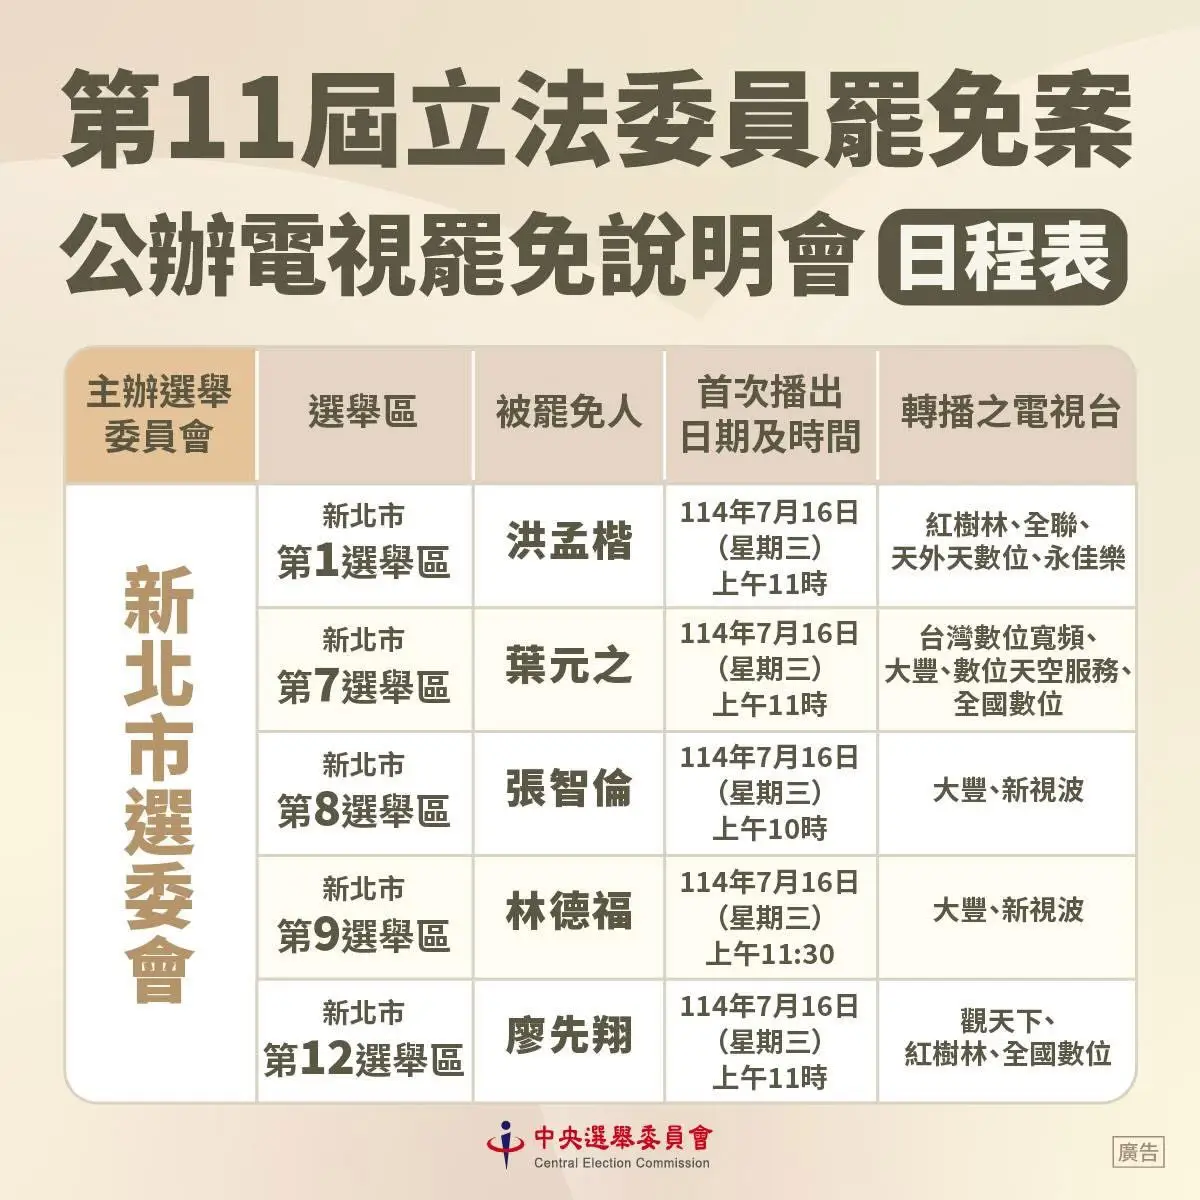 第11屆立法委員罷免案
公辦電視罷免說明會 日程表
主辦選舉
委員會
選舉區
被罷免人
首次播出
日期及時間
轉播之電視台
新北市選委會
新北市
第1選舉區
洪孟楷
114年7月16日
（星期三）
上午11時
紅樹林、全聯、
天外天數位、永佳樂
新北市
第7選舉區
葉元之
114年7月16日
（星期三）
上午11時
台灣數位寬頻、
大豐、數位天空服務、
全國數位
新北市
第8選舉區
張智倫
114年7月16日
（星期三）
上午10時
大豐、新視波
新北市
第9選舉區
林德福
114年7月16日
（星期三）
上午11:30
大豐、新視波
新北市
第12選舉區
廖先翔
114年7月16日
（星期三）
上午11時
觀天下、
紅樹林、全國數位
中央選舉委員會
Central Election Commission
廣告